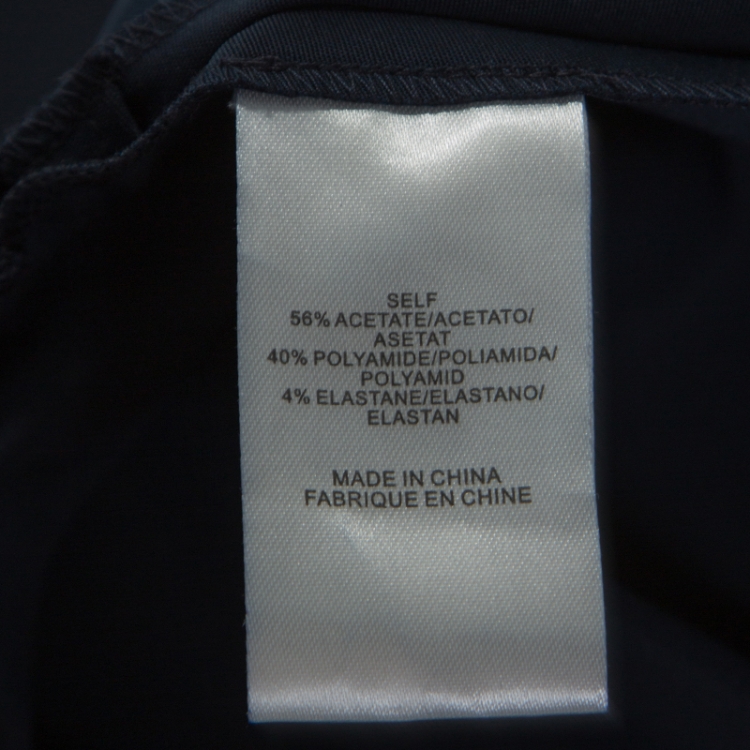 SELF
56% ACETATE/ACETATO/
ASETAT
40% POLYAMIDE/POLIAMIDA/
POLYAMID
4% ELASTANE/ELASTANO/
ELASTAN
MADE IN CHINA
FABRIQUE EN CHINE